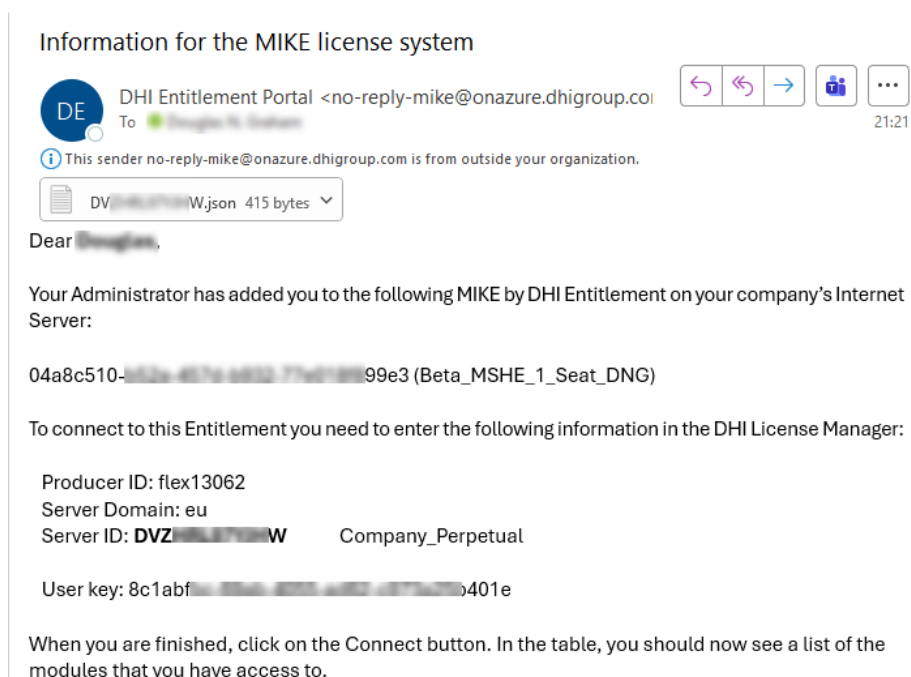 Information for the MIKE license system
DE
DHI Entitlement Portal <no-reply-mike@onazure.dhigroup.co
To
21:21
This sender no-reply-mike@onazure.dhigroup.com is from outside your organization.
DV W.json 415 bytes
Dear ,
Your Administrator has added you to the following MIKE by DHI Entitlement on your company's Internet
Server:
04a8c510- 99e3 (Beta_MSHE_1_Seat_DNG)
To connect to this Entitlement you need to enter the following information in the DHI License Manager:
Producer ID: flex13062
Server Domain: eu
Server ID: DVZ W Company_Perpetual
User key: 8c1abf b401e
When you are finished, click on the Connect button. In the table, you should now see a list of the
modules that you have access to.